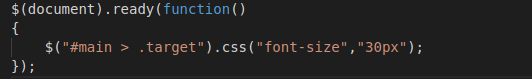 $(document).ready(function()
{
    $("#main > .target").css("font-size","30px");
});